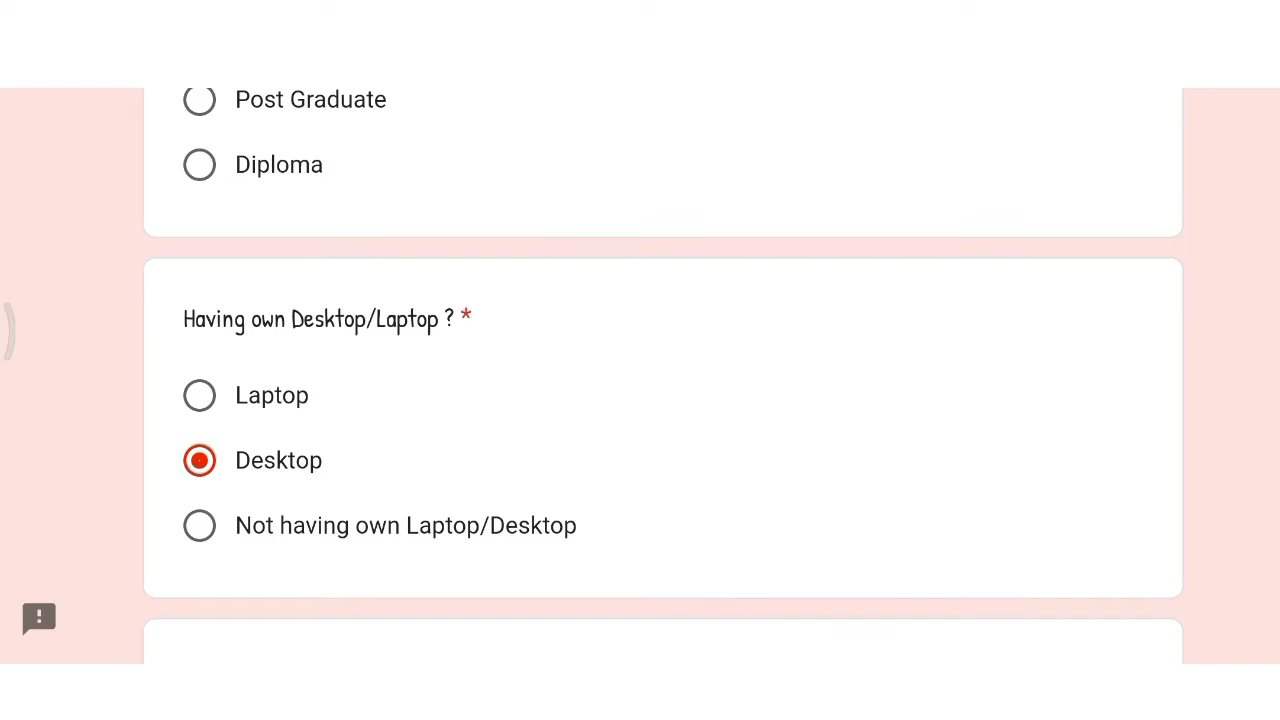 Post Graduate
Diploma
Having own Desktop/Laptop ? *
Laptop
Desktop
Not having own Laptop/Desktop